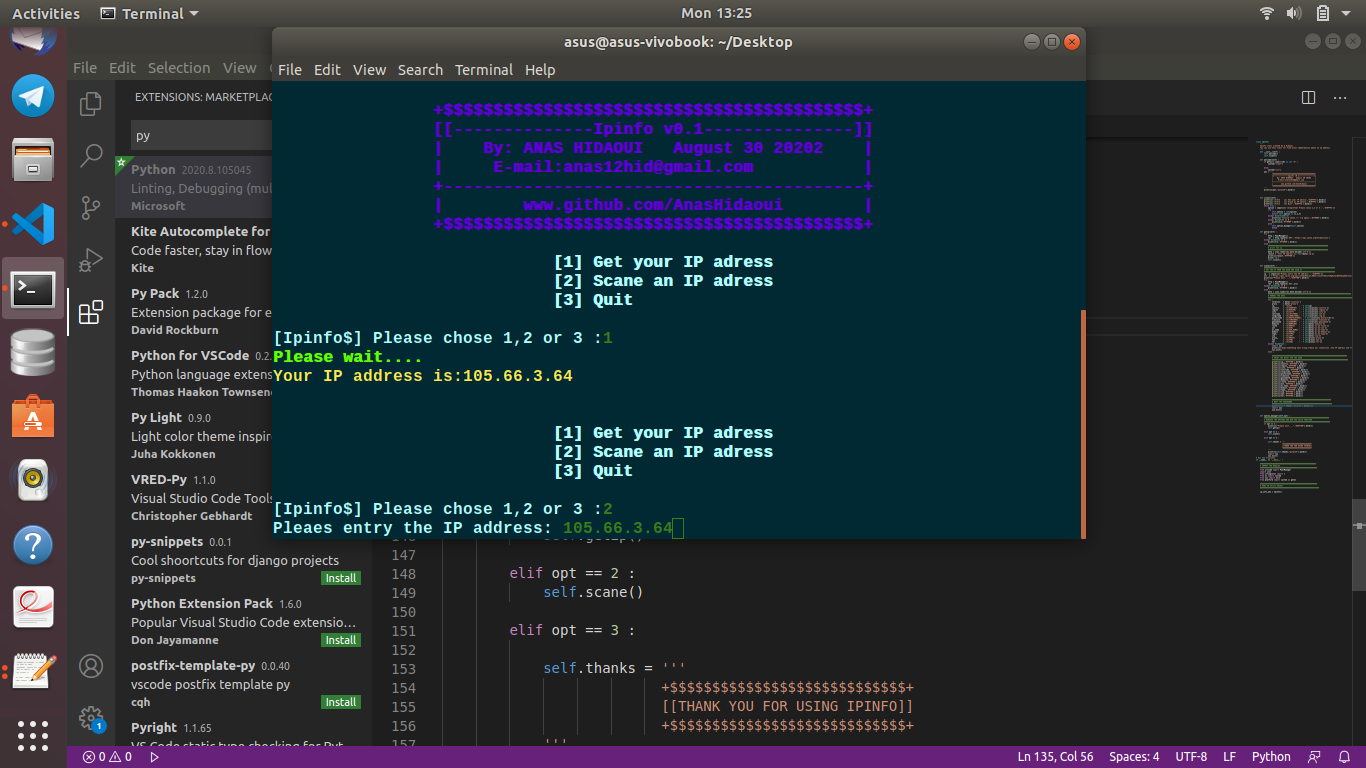 Activities
Terminal
Mon 13:25
asus@asus-vivobook: ~/Desktop
File Edit View Search Terminal Help
+$$$$$$$$$$$$$$$$$$$$$$$$$$$$$$$$$$$$$$$$$$+
[[--------------Ipinfo v0.1---------------]]
| By: ANAS HIDAOUI August 30 20202 |
| E-mail:anas12hid@gmail.com |
+------------------------------------------+
| www.github.com/AnasHidaoui |
+$$$$$$$$$$$$$$$$$$$$$$$$$$$$$$$$$$$$$$$$$$+
[1] Get your IP adress
[2] Scane an IP adress
[3] Quit
[Ipinfo$] Please chose 1,2 or 3 :1
Please wait....
Your IP address is:105.66.3.64
[1] Get your IP adress
[2] Scane an IP adress
[3] Quit
[Ipinfo$] Please chose 1,2 or 3 :2
Pleaes entry the IP address: 105.66.3.64
File Edit Selection View
EXTENSIONS: MARKETPLAC
py
Python 2020.8.105045
Linting, Debugging (mul
Microsoft
Kite Autocomplete for
Code faster, stay in flow
Kite
Py Pack 1.2.0
Extension package for e
David Rockburn
Python for VSCode 0.2.
Python language extens
Thomas Haakon Townsen
Py Light 0.9.0
Light color theme inspir
Juha Kokkonen
VRED-Py 1.1.0
Visual Studio Code Tools
Christopher Gebhardt
py-snippets 0.0.1
Cool shoortcuts for django projects
py-snippets Install
Python Extension Pack 1.6.0
Popular Visual Studio Code extensio…
Don Jayamanne Install
postfix-template-py 0.0.40
vscode postfix template py
cqh Install
Pyright 1.1.65
VS Code static type checking for Pyt
146 self.getip()
147
148 elif opt == 2 :
149 self.scane()
150
151 elif opt == 3 :
152
153 self.thanks = '''
154 +$$$$$$$$$$$$$$$$$$$$$$$$$$$$+
155 [[THANK YOU FOR USING IPINFO]]
156 +$$$$$$$$$$$$$$$$$$$$$$$$$$$$+
157 '''
1
0 0
Ln 135, Col 56 Spaces: 4 UTF-8 LF Python